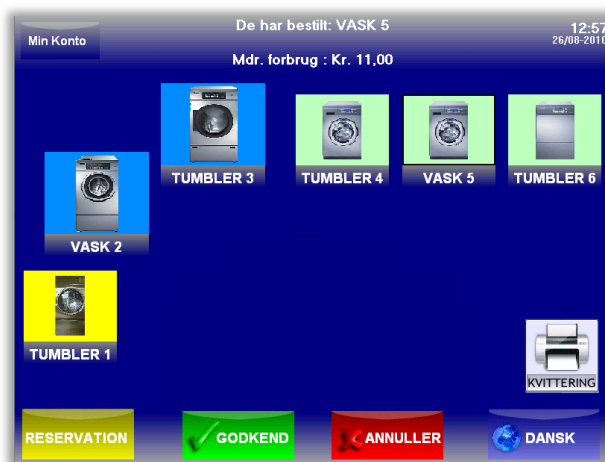 Min Konto
De har bestilt: VASK 5
12:57
26/08-2010
Mdr. forbrug : Kr. 11,00
TUMBLER 3
TUMBLER 4
VASK 5
TUMBLER 6
VASK 2
TUMBLER 1
KVITTERING
RESERVATION
GODKEND
ANNULLER
DANSK